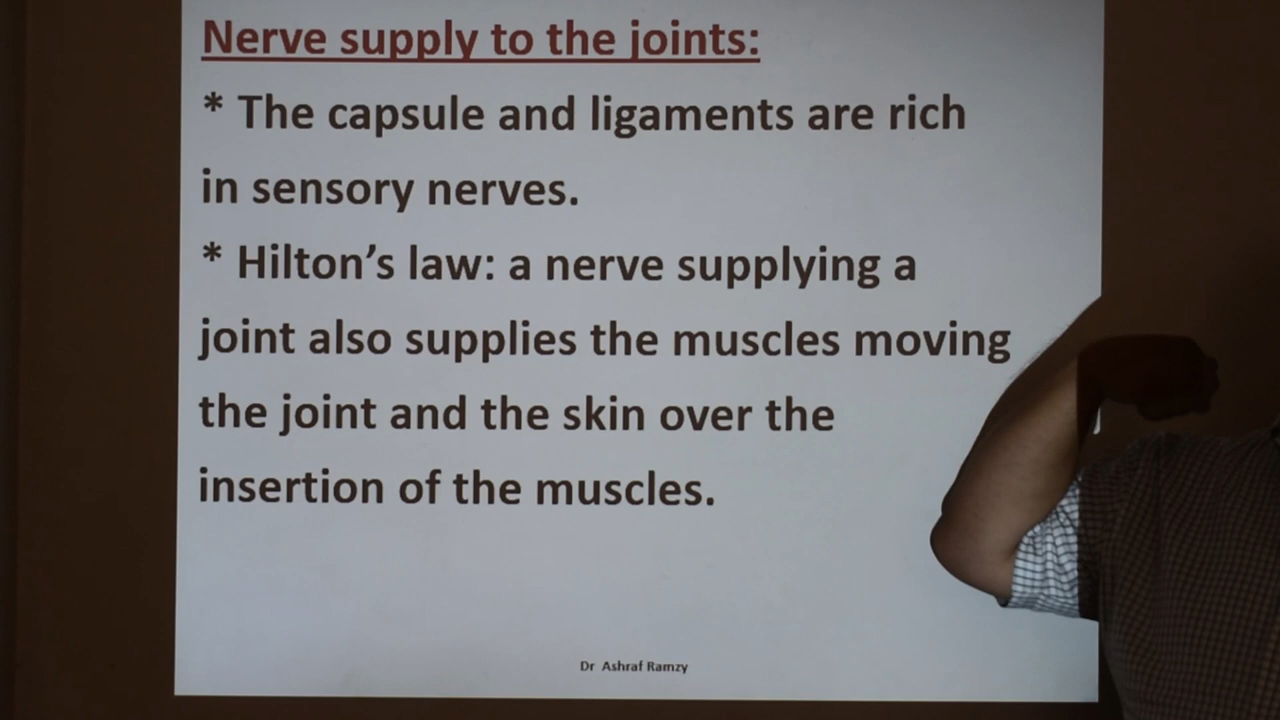 Nerve supply to the joints:
* The capsule and ligaments are rich
in sensory nerves.
* Hilton’s law: a nerve supplying a
joint also supplies the muscles moving
the joint and the skin over the
insertion of the muscles.
Dr Ashraf Ramzy